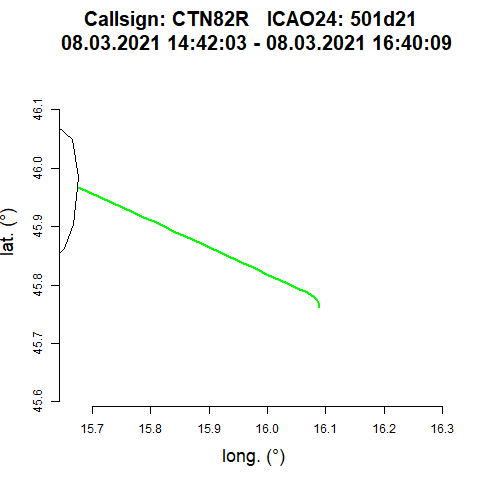 Callsign: CTN82R   ICAO24: 501d21
08.03.2021 14:42:03 - 08.03.2021 16:40:09
46.1
46.0
45.9
45.8
45.7
45.6
lat. (°)
15.7 15.8 15.9 16.0 16.1 16.2 16.3
long. (°)